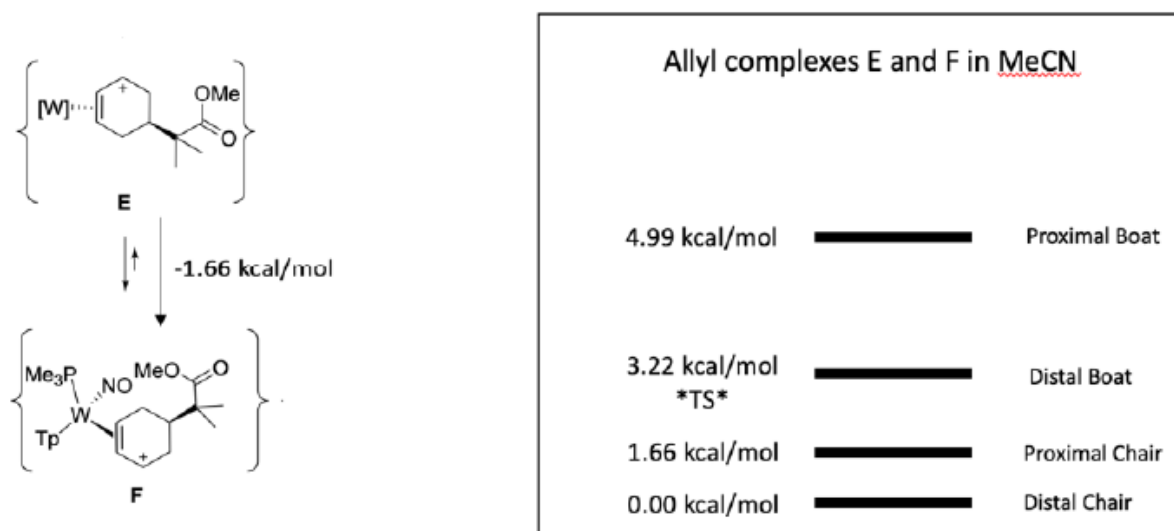 [W]
+
OMe
O
E
-1.66 kcal/mol
Me₃P
NO
MeO
O
W
Tp
+
F
Allyl complexes E and F in MeCN
4.99 kcal/mol Proximal Boat
3.22 kcal/mol Distal Boat
*TS*
1.66 kcal/mol Proximal Chair
0.00 kcal/mol Distal Chair